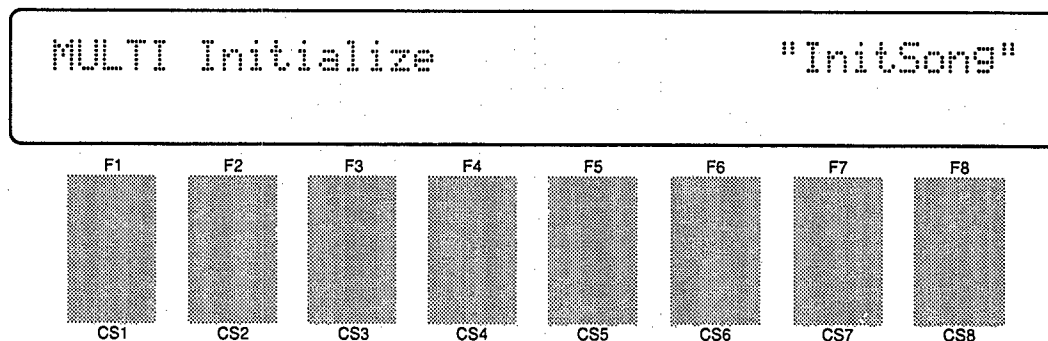 MULTI Initialize "InitSong"
F1 F2 F3 F4 F5 F6 F7 F8
CS1 CS2 CS3 CS4 CS5 CS6 CS7 CS8